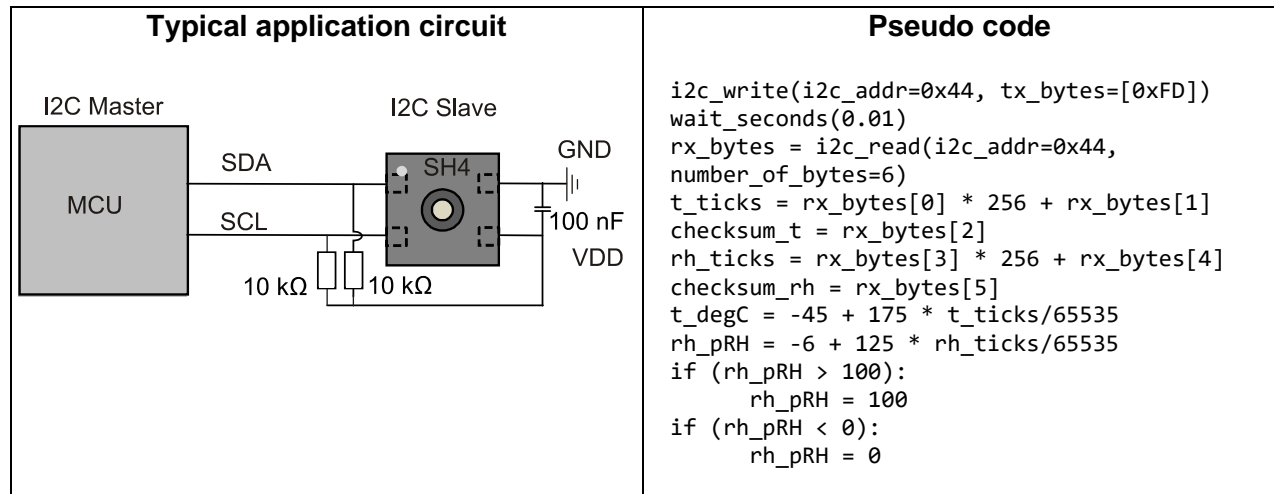 Typical application circuit
I2C Master
I2C Slave
MCU
SDA
SCL
SH4
GND
100 nF
VDD
10 kΩ
10 kΩ
Pseudo code
i2c_write(i2c_addr=0x44, tx_bytes=[0xFD])
wait_seconds(0.01)
rx_bytes = i2c_read(i2c_addr=0x44,
number_of_bytes=6)
t_ticks = rx_bytes[0] * 256 + rx_bytes[1]
checksum_t = rx_bytes[2]
rh_ticks = rx_bytes[3] * 256 + rx_bytes[4]
checksum_rh = rx_bytes[5]
t_degC = -45 + 175 * t_ticks/65535
rh_pRH = -6 + 125 * rh_ticks/65535
if (rh_pRH > 100):
      rh_pRH = 100
if (rh_pRH < 0):
      rh_pRH = 0